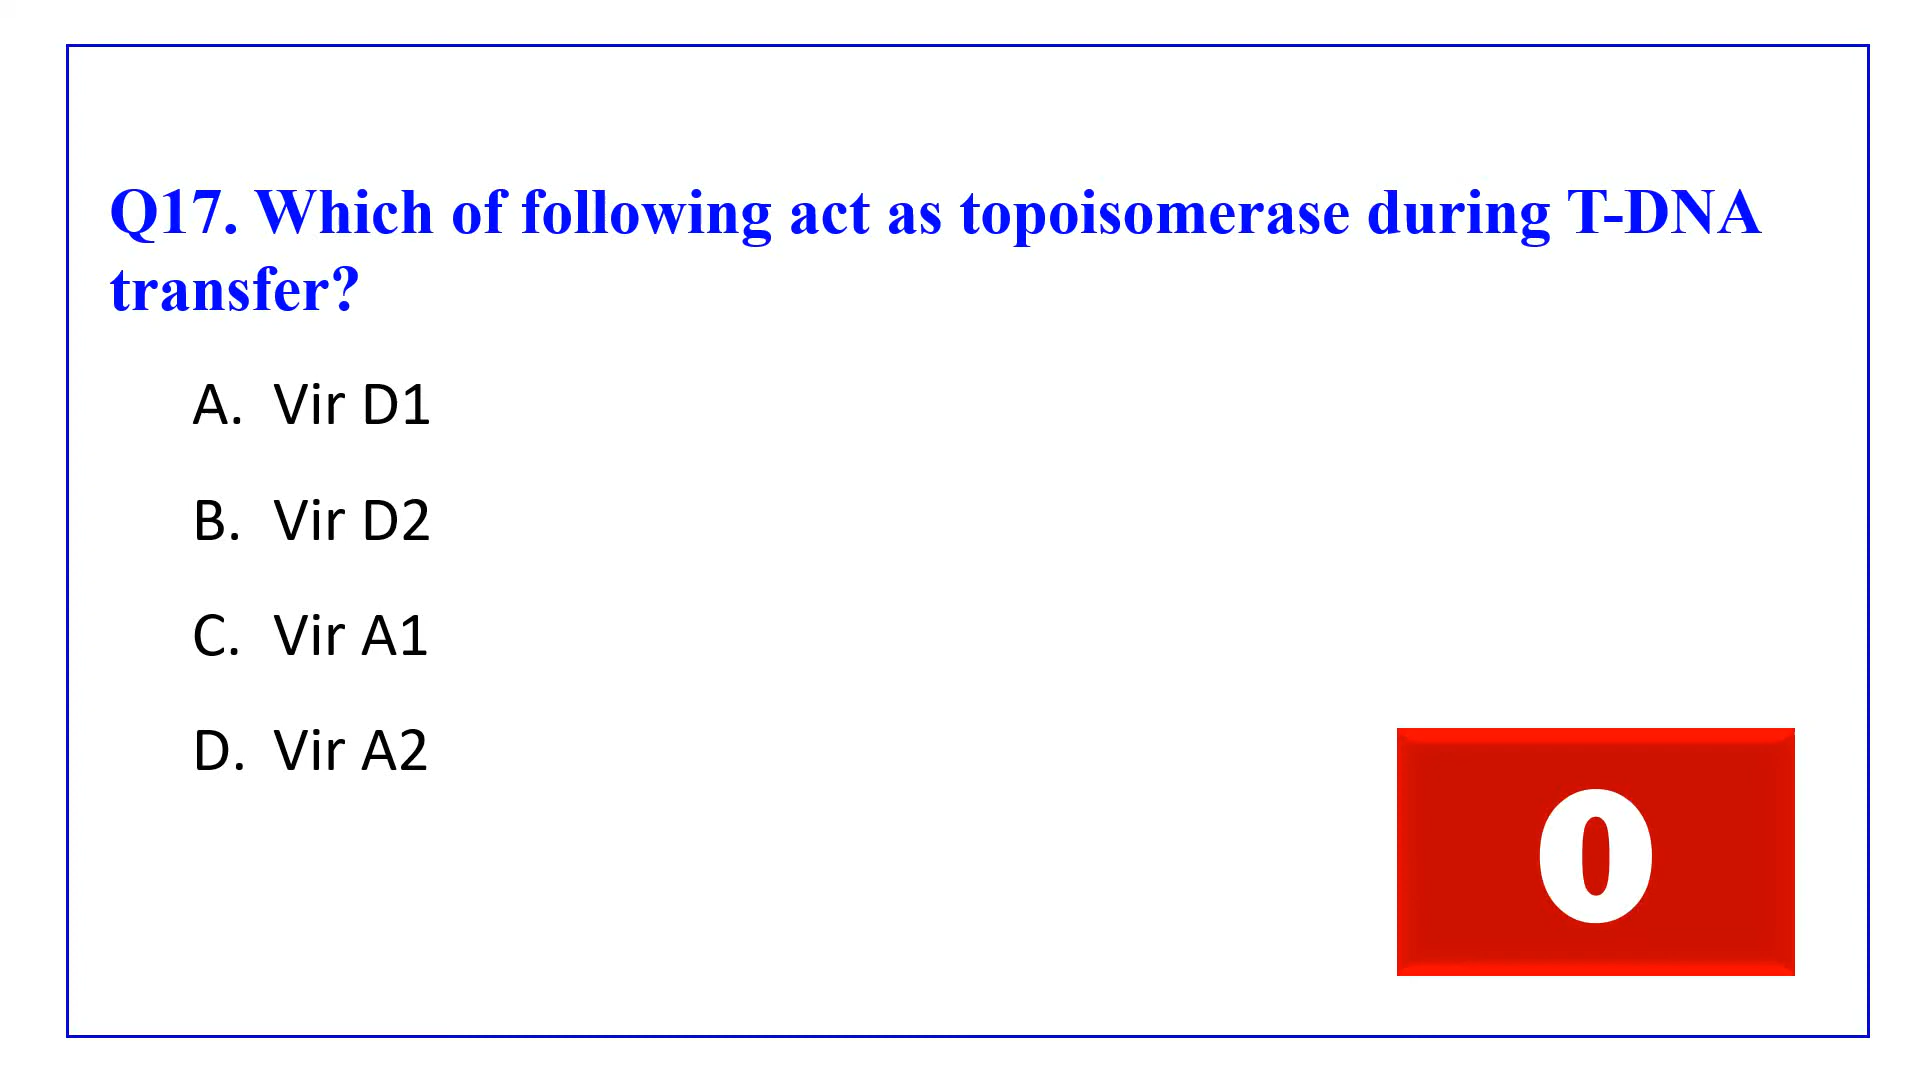 Q17. Which of following act as topoisomerase during T-DNA
transfer?
A. Vir D1
B. Vir D2
C. Vir A1
D. Vir A2
0